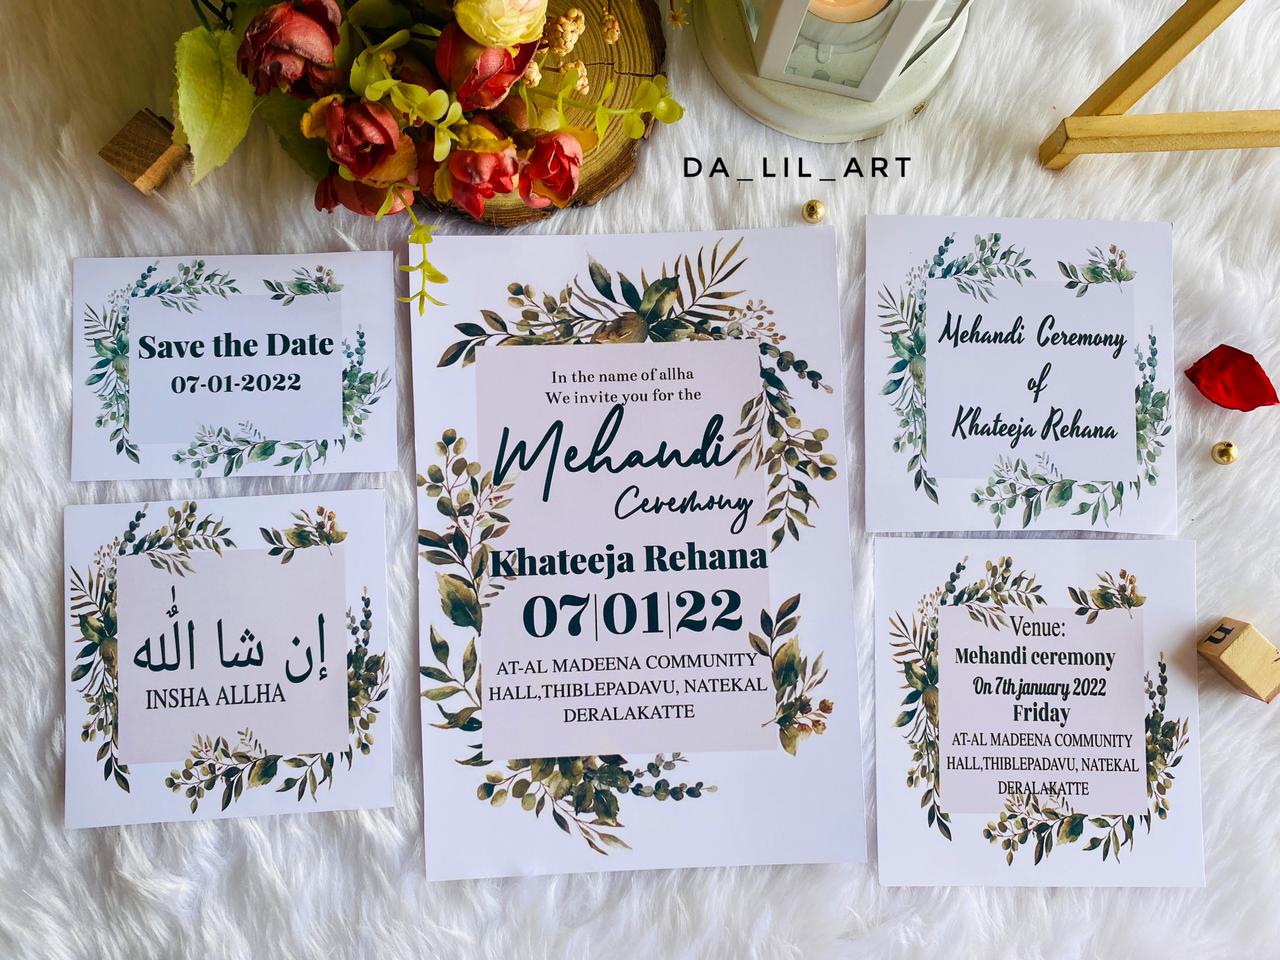 DA_LIL_ART
Save the Date
07-01-2022
إن شا اللّٰه
INSHA ALLHA
In the name of allha
We invite you for the
Mehandi
Ceremony
Khateeja Rehana
07|01|22
AT-AL MADEENA COMMUNITY
HALL,THIBLEPADAVU, NATEKAL
DERALAKATTE
Mehandi Ceremony
of
Khateeja Rehana
Venue:
Mehandi ceremony
On 7th january 2022
Friday
AT-AL MADEENA COMMUNITY
HALL,THIBLEPADAVU, NATEKAL
DERALAKATTE